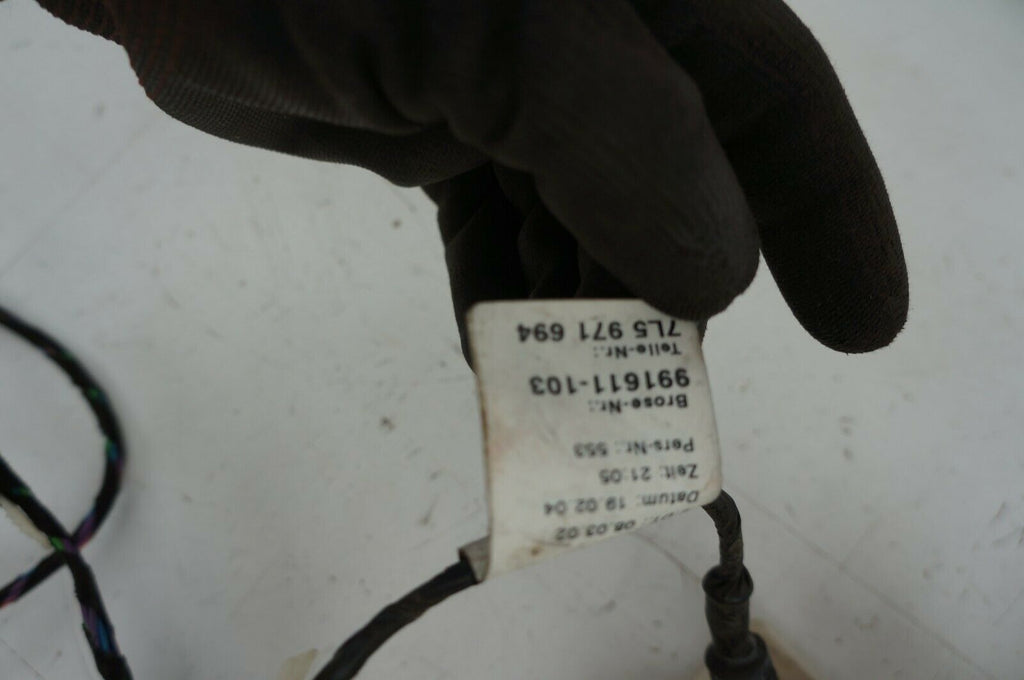 08.03.02
Datum: 19.02.04
Zeit: 21:05
Pers-Nr.: 553
Brose-Nr.:
991611-103
Teile-Nr.:
7L5 971 694